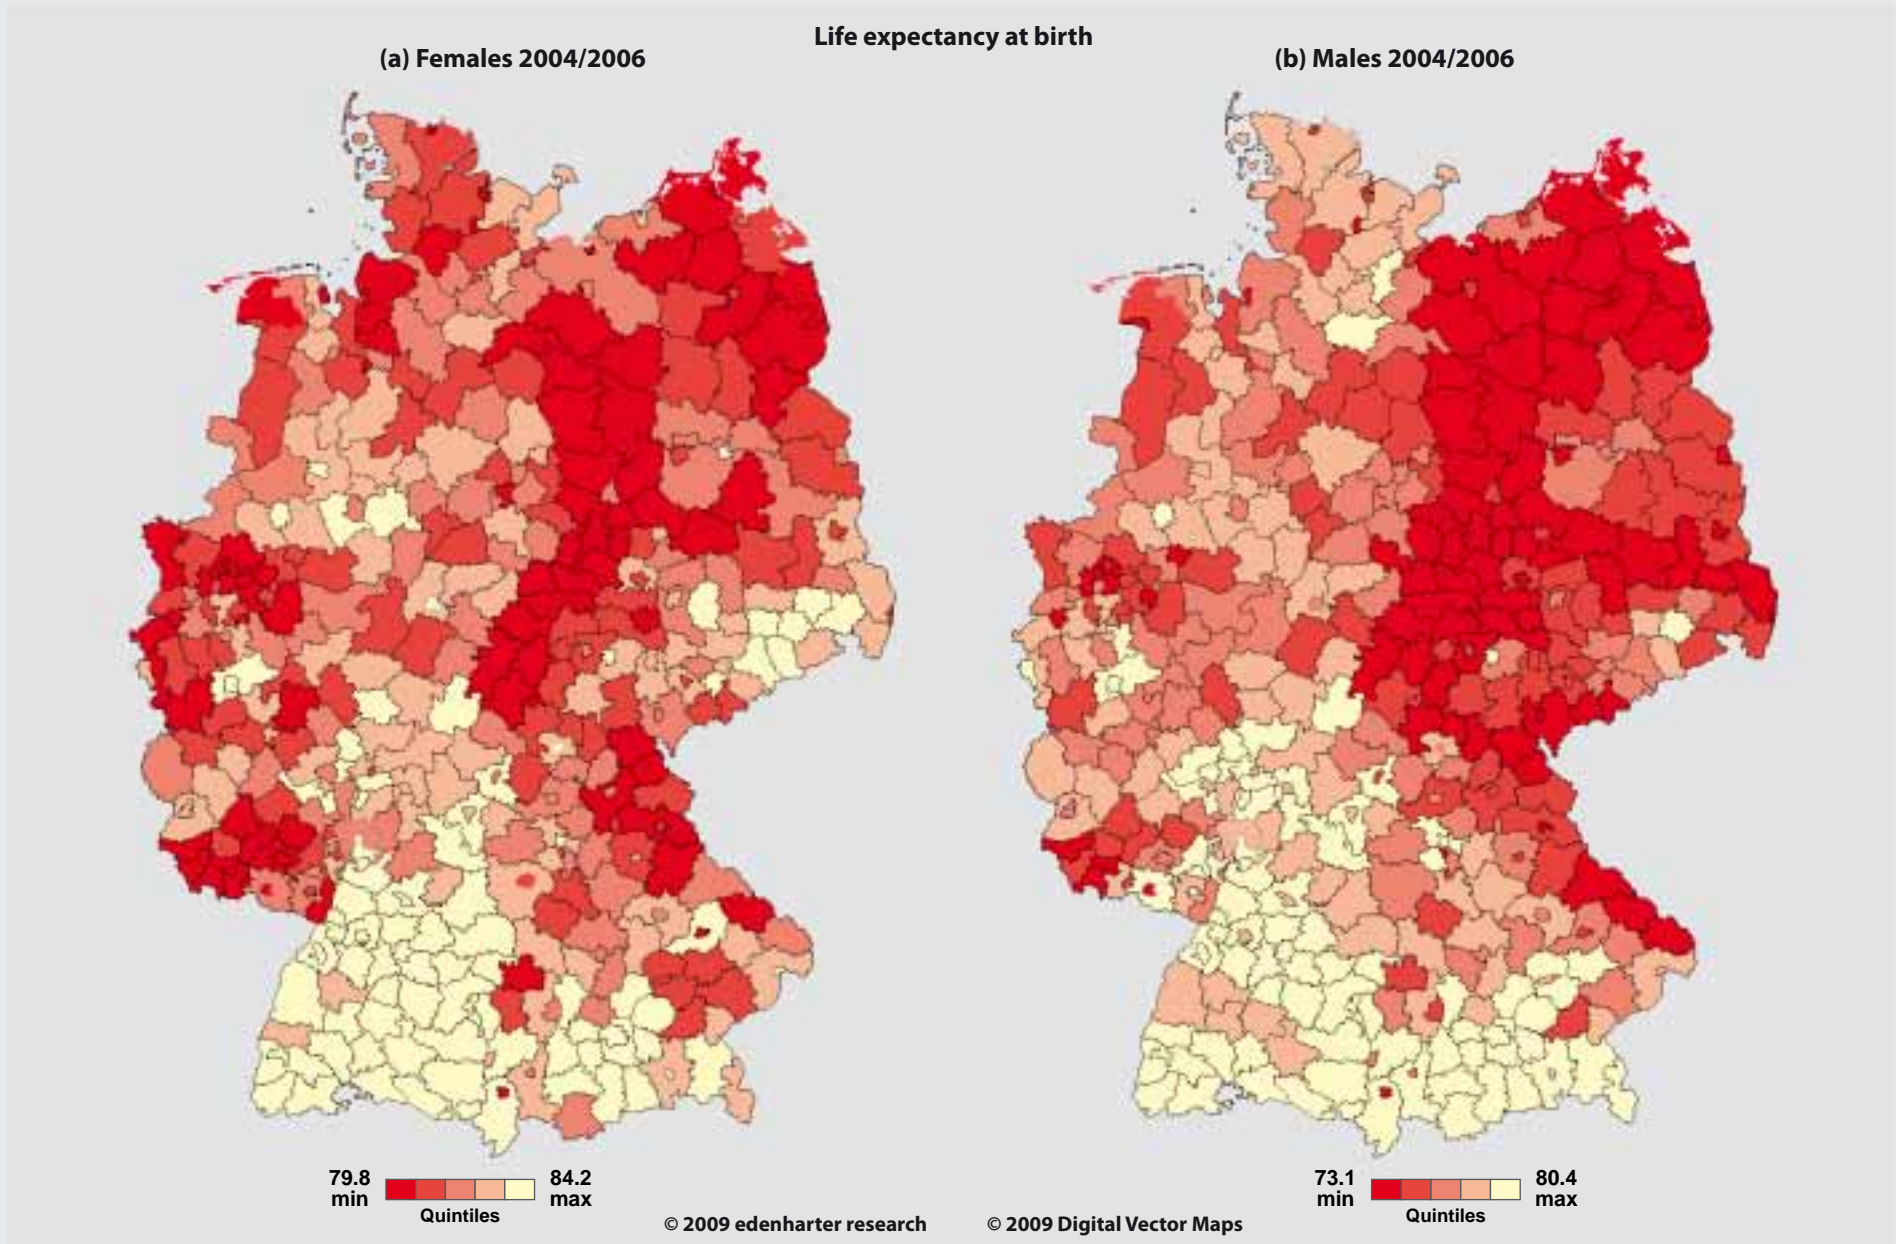 Life expectancy at birth
(a) Females 2004/2006
(b) Males 2004/2006
79.8
min
84.2
max
Quintiles
73.1
min
80.4
max
Quintiles
© 2009 edenharter research
© 2009 Digital Vector Maps